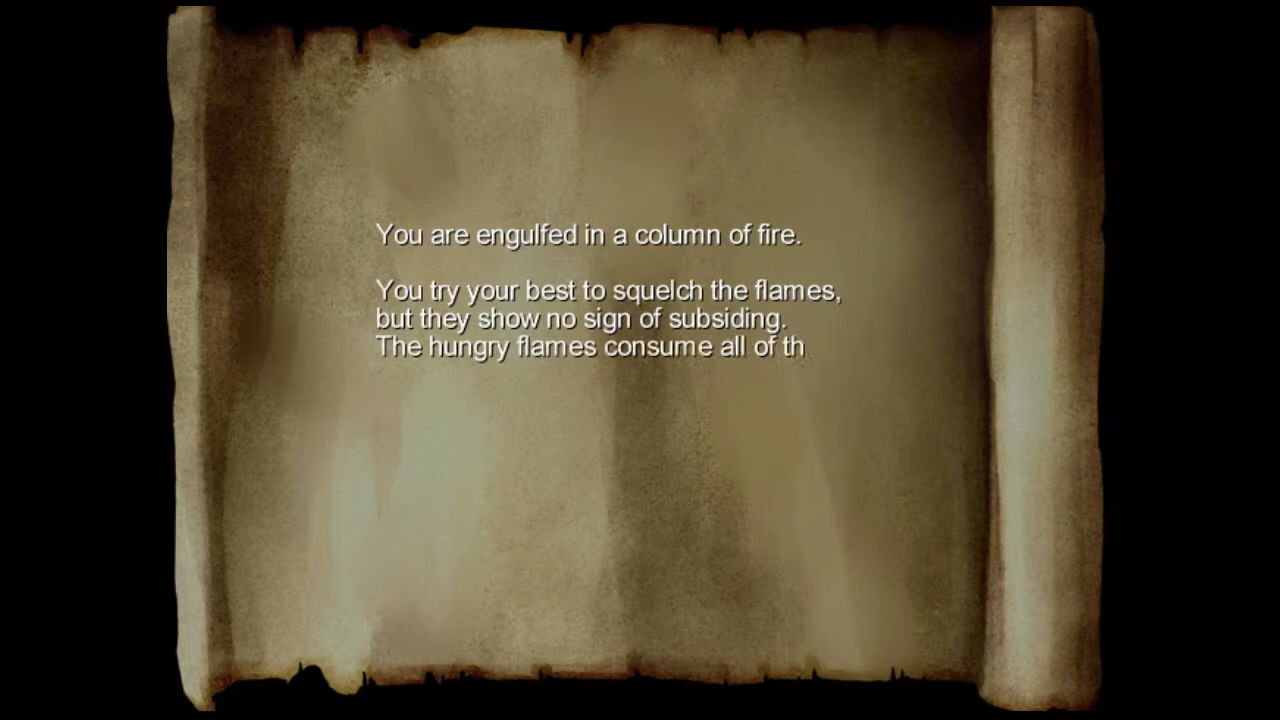 You are engulfed in a column of fire.
You try your best to squelch the flames,
but they show no sign of subsiding.
The hungry flames consume all of th